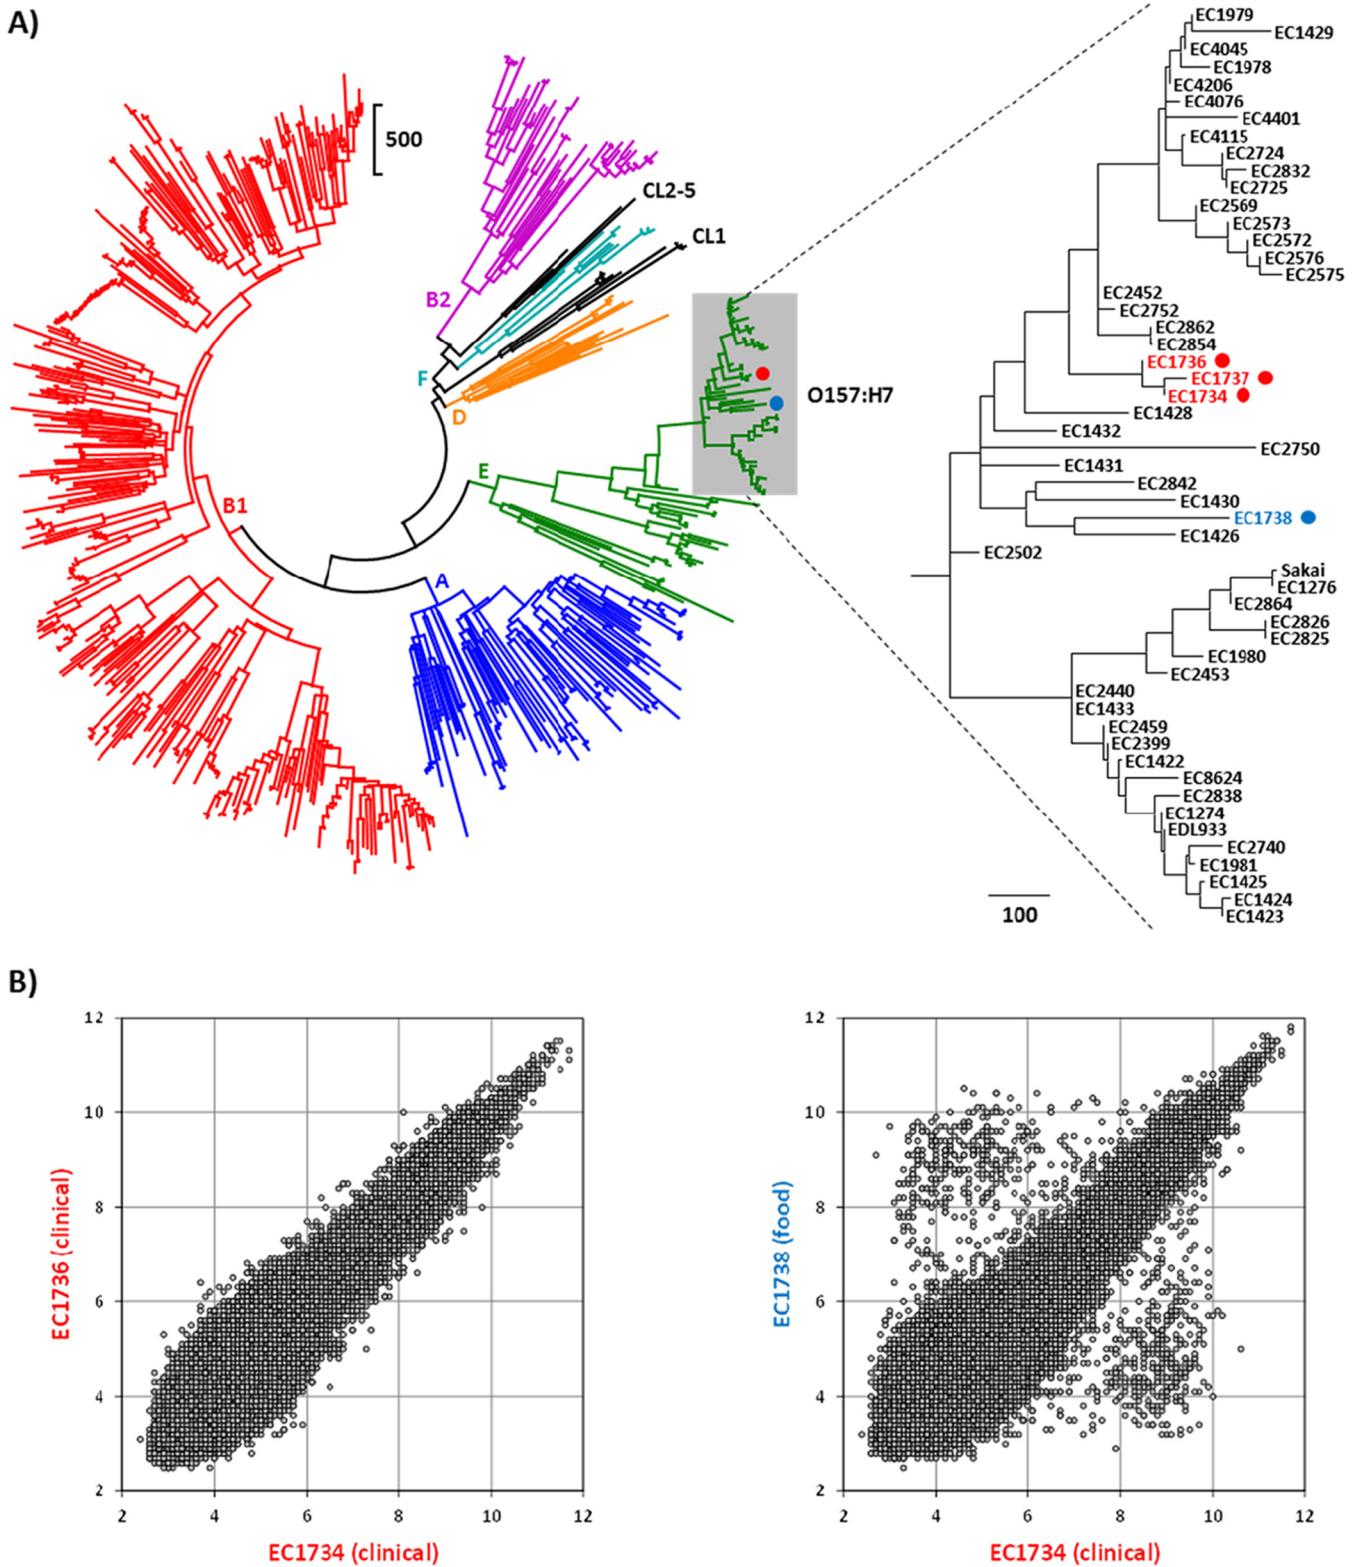 A)
500
CL2-5
CL1
B2
F
D
E
B1
A
O157:H7
EC1979
EC1429
EC4045
EC1978
EC4206
EC4076
EC4401
EC4115
EC2724
EC2832
EC2725
EC2569
EC2573
EC2572
EC2576
EC2575
EC2452
EC2752
EC2862
EC2854
EC1736
EC1737
EC1734
EC1428
EC1432
EC2750
EC1431
EC2842
EC1430
EC1738
EC1426
EC2502
Sakai
EC1276
EC2864
EC2826
EC2825
EC1980
EC2453
EC2440
EC1433
EC2459
EC2399
EC1422
EC8624
EC2838
EC1274
EDL933
EC2740
EC1981
EC1425
EC1424
EC1423
100
B)
12
10
8
6
4
2
2 4 6 8 10 12
EC1736 (clinical)
EC1734 (clinical)
12
10
8
6
4
2
2 4 6 8 10 12
EC1738 (food)
EC1734 (clinical)